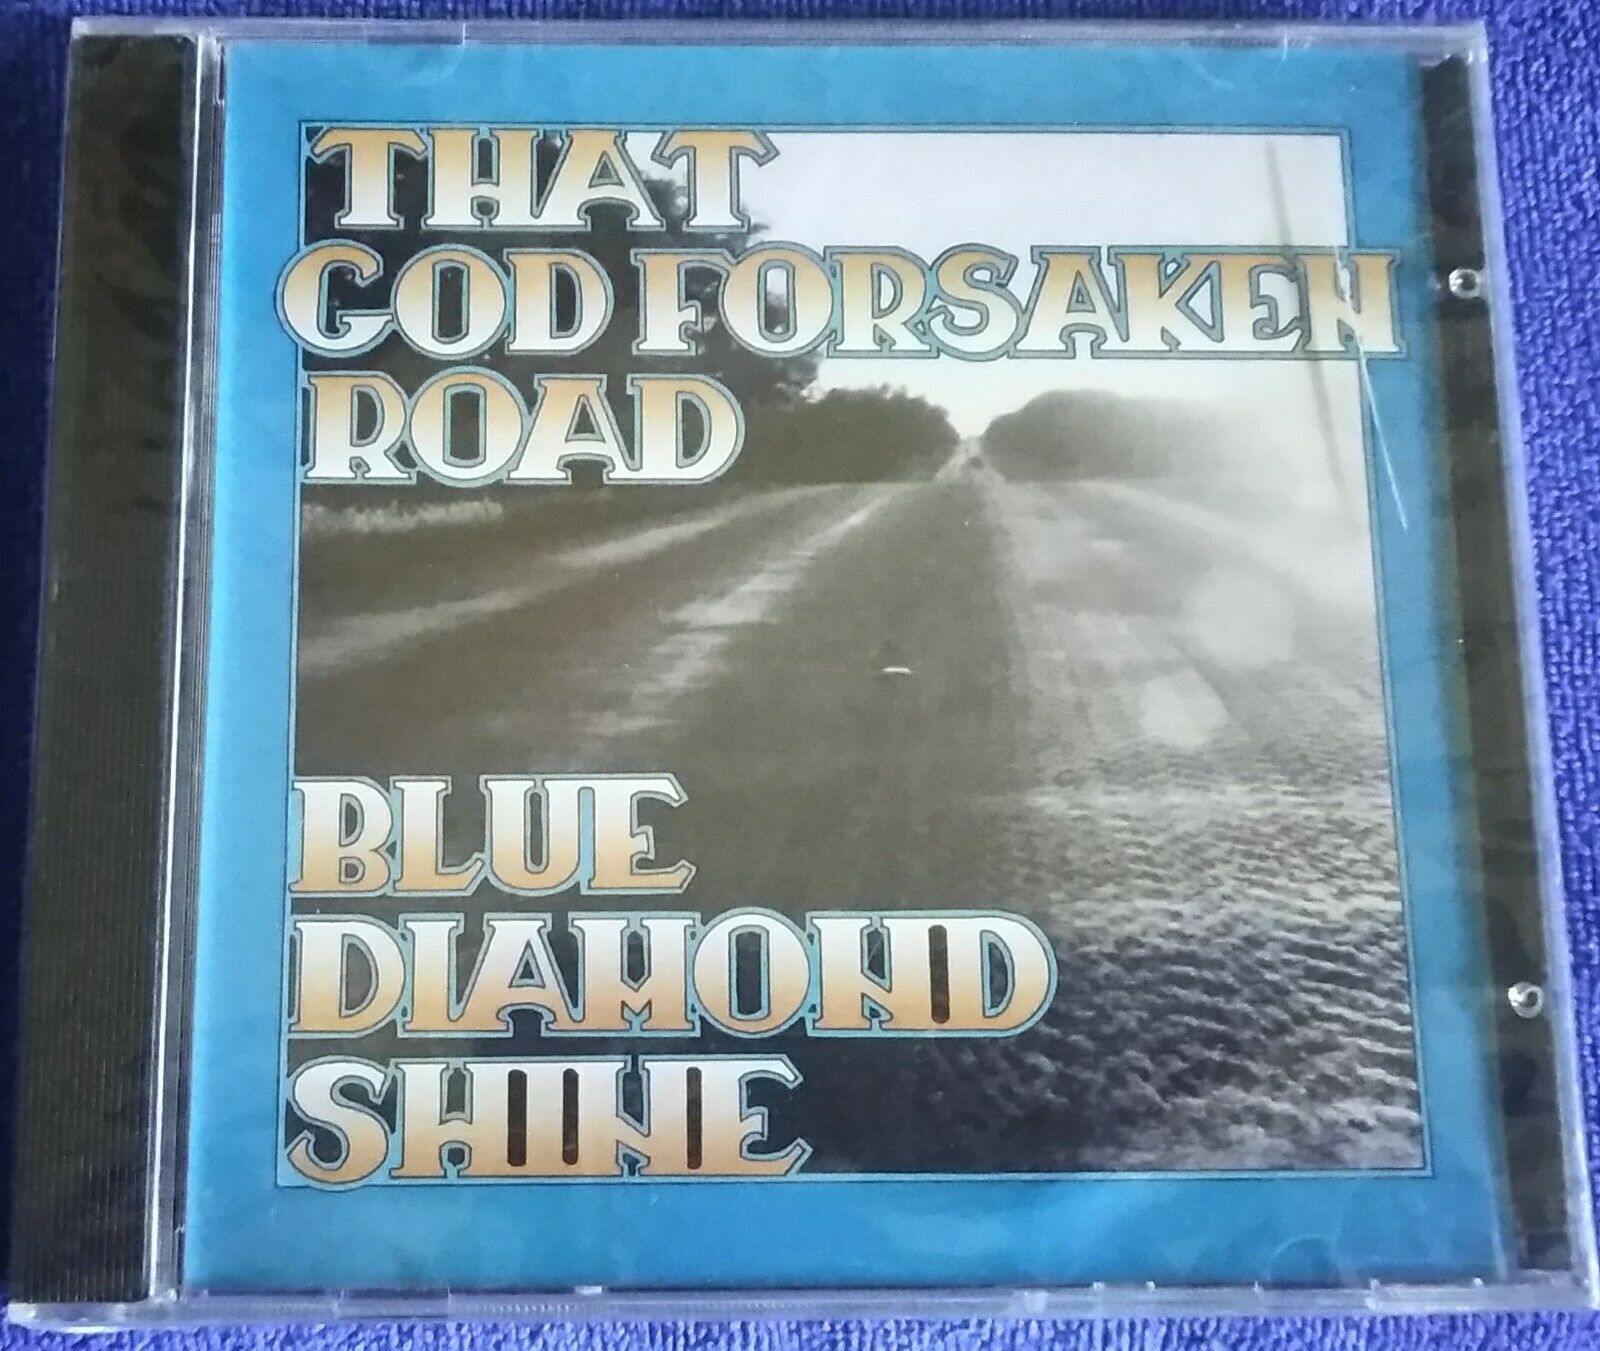 THAT
GOD FORSAKEN
ROAD
BLUE
DIAMOND
SHINE